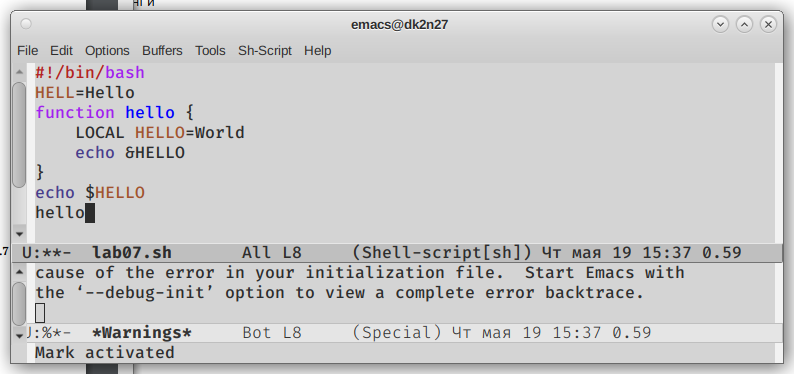 нги
emacs@dk2n27
File Edit Options Buffers Tools Sh-Script Help
#!/bin/bash
HELL=Hello
function hello {
    LOCAL HELLO=World
    echo &HELLO
}
echo $HELLO
hello
U:**-  lab07.sh       All L8     (Shell-script[sh]) Чт мая 19 15:37 0.59
cause of the error in your initialization file.  Start Emacs with
the ‘--debug-init’ option to view a complete error backtrace.
U:%*-  *Warnings*     Bot L8     (Special) Чт мая 19 15:37 0.59
Mark activated